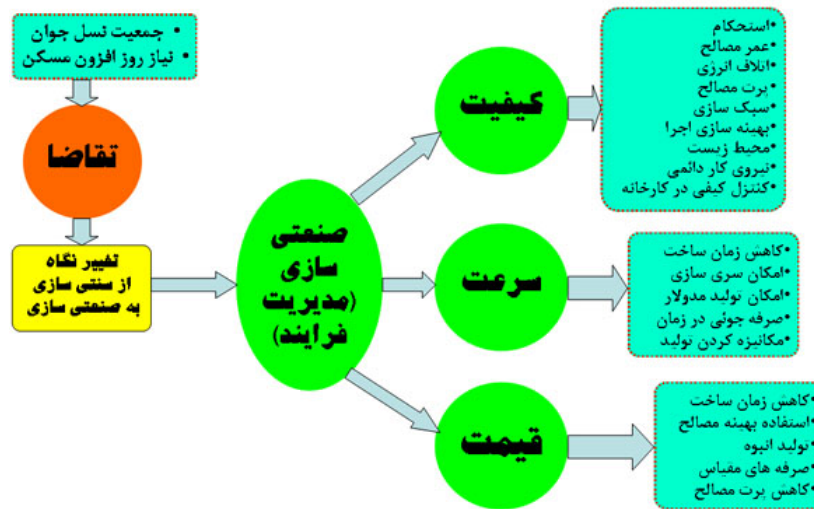 • جمعیت نسل جوان
• نیاز روز افزون مسکن
تقاضا
تغییر نگاه
از سنتی سازی
به صنعتی سازی
صنعتی
سازی
(مدیریت
فرایند)
کیفیت
•استحکام
•عمر مصالح
•اتلاف انرژی
•پرت مصالح
•سبک سازی
•بهینه سازی اجرا
•محیط زیست
•نیروی کار دائمی
•کنترل کیفی در کارخانه
سرعت
•کاهش زمان ساخت
•امکان سری سازی
•امکان تولید مدولار
•صرفه جوئی در زمان
•مکانیزه کردن تولید
قیمت
•کاهش زمان ساخت
•استفاده بهینه مصالح
•تولید انبوه
•صرفه های مقیاس
•کاهش پرت مصالح